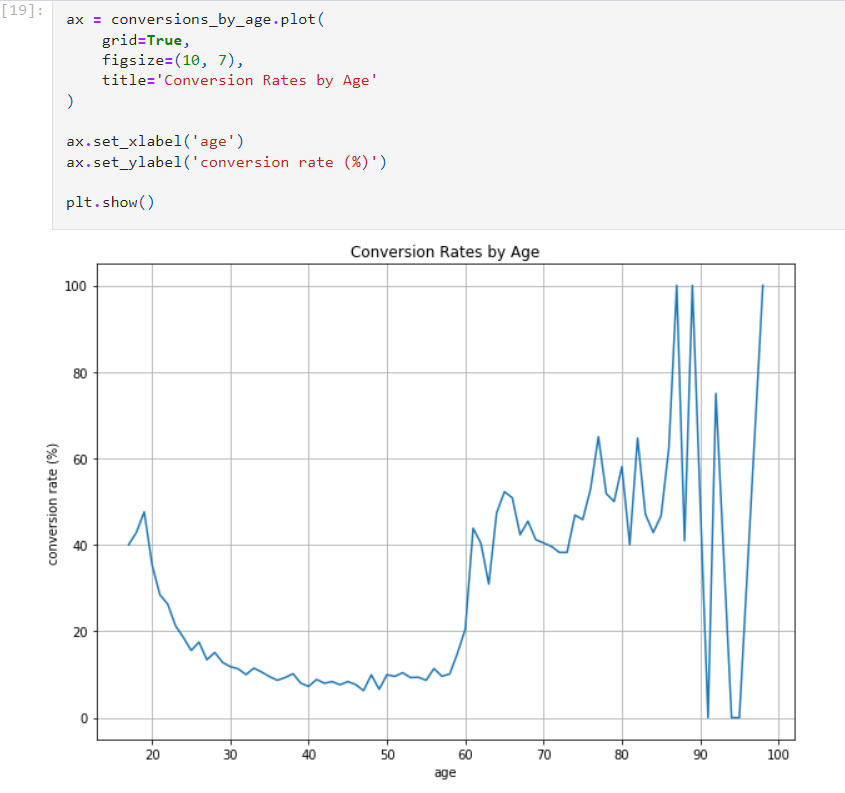 [19]:
ax = conversions_by_age.plot(
    grid=True,
    figsize=(10, 7),
    title='Conversion Rates by Age'
)
ax.set_xlabel('age')
ax.set_ylabel('conversion rate (%)')
plt.show()
Conversion Rates by Age
conversion rate (%)
100
80
60
40
20
0
20 30 40 50 60 70 80 90 100
age